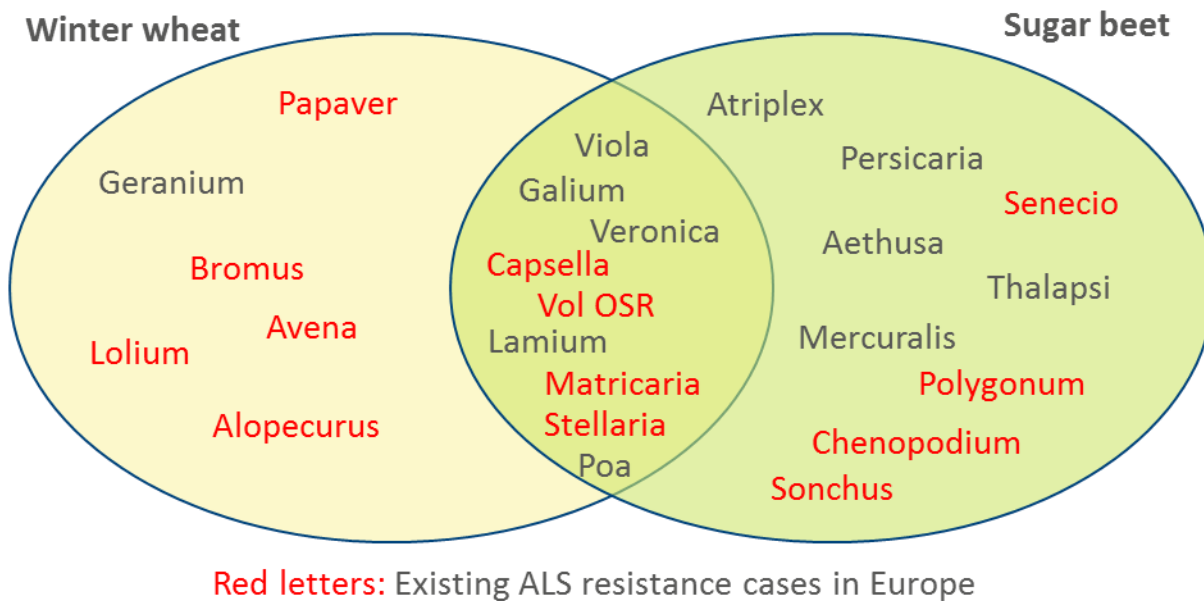 Winter wheat
Sugar beet
Papaver
Geranium
Bromus
Avena
Lolium
Alopecurus
Viola
Galium
Veronica
Capsella
Vol OSR
Lamium
Matricaria
Stellaria
Poa
Atriplex
Persicaria
Senecio
Aethusa
Thalapsi
Mercuralis
Polygonum
Chenopodium
Sonchus
Red letters: Existing ALS resistance cases in Europe